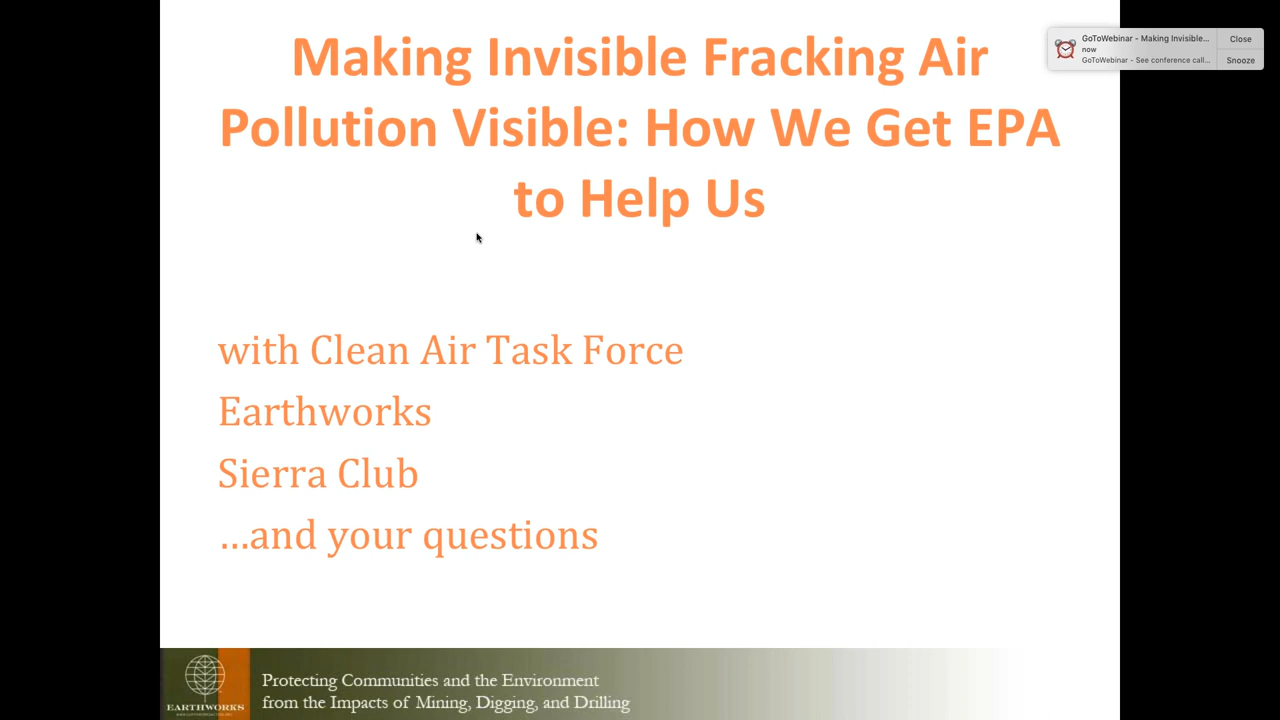 Making Invisible Fracking Air
Pollution Visible: How We Get EPA
to Help Us
GoToWebinar - Making Invisible...
now
GoToWebinar - See conference call...
Close
Snooze
with Clean Air Task Force
Earthworks
Sierra Club
...and your questions
EARTHWORKS
Protecting Communities and the Environment
from the Impacts of Mining, Digging, and Drilling